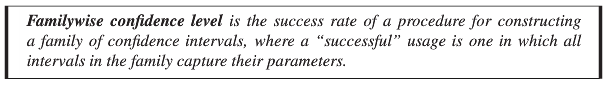 Familywise confidence level is the success rate of a procedure for constructing
a family of confidence intervals, where a “successful” usage is one in which all
intervals in the family capture their parameters.